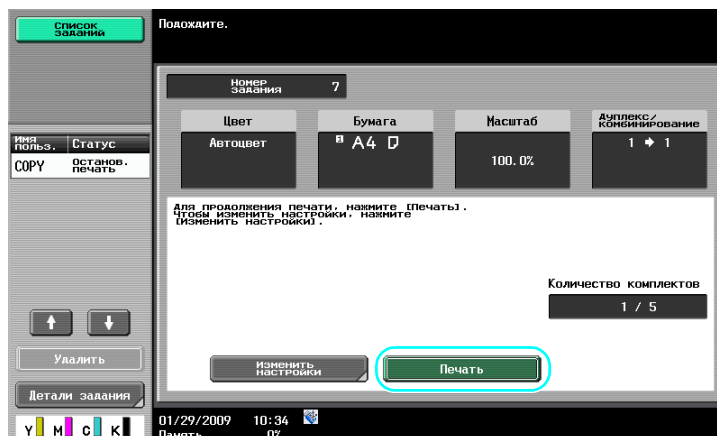 Список
заданий
Подождите.
Номер
задания 7
Цвет Бумага Масштаб Дуплекс/
комбинирование
Автоцвет 3 A4 100.0% 1 → 1
Имя
польз. Статус
COPY Останов.
печать
Для продолжения печати, нажмите [Печать].
Чтобы изменить настройки, нажмите
[Изменить настройки].
Количество комплектов
1 / 5
Удалить
Изменить
настройки
Печать
Детали задания
Y M C K
01/29/2009 10:34
Память 0%